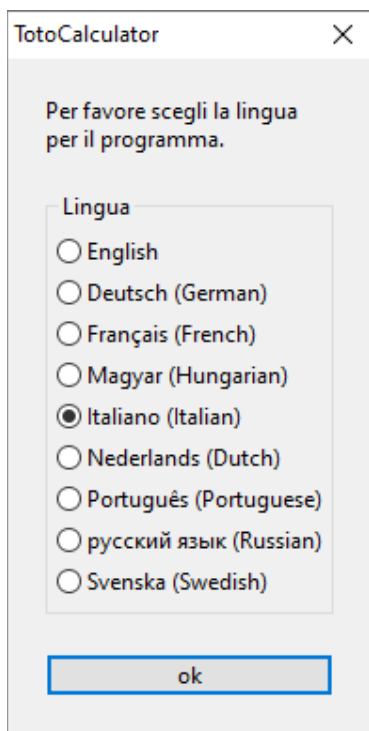 TotoCalculator
Per favore scegli la lingua
per il programma.
Lingua
English
Deutsch (German)
Français (French)
Magyar (Hungarian)
Italiano (Italian)
Nederlands (Dutch)
Português (Portuguese)
русский язык (Russian)
Svenska (Swedish)
ok